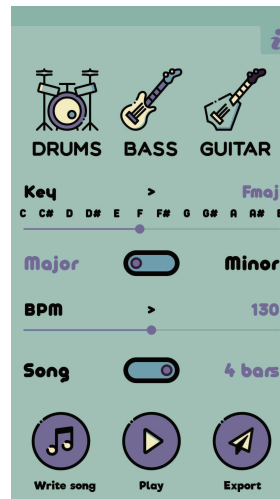 i
DRUMS BASS GUITAR
Key > Fmaj
C C# D D# E F F# G G# A A#
Major Minor
BPM > 130
Song 4 bars
Write song Play Export